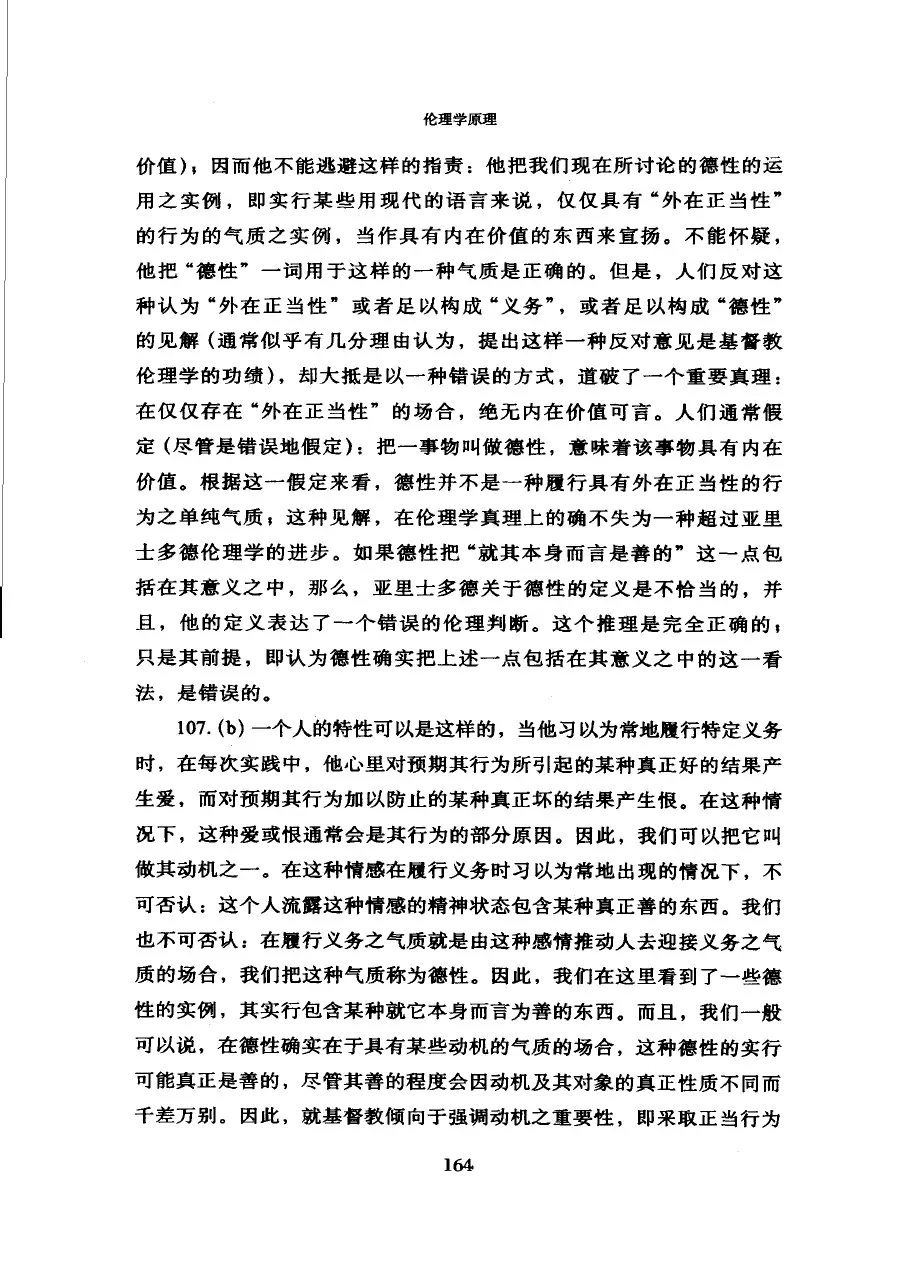 伦理学原理
价值)；因而他不能逃避这样的指责：他把我们现在所讨论的德性的运
用之实例，即实行某些用现代的语言来说，仅仅具有“外在正当性”
的行为的气质之实例，当作具有内在价值的东西来宣扬。不能怀疑，
他把“德性”一词用于这样的一种气质是正确的。但是，人们反对这
种认为“外在正当性”或者足以构成“义务”，或者足以构成“德性”
的见解(通常似乎有几分理由认为，提出这样一种反对意见是基督教
伦理学的功绩)，却大抵是以一种错误的方式，道破了一个重要真理：
在仅仅存在“外在正当性”的场合，绝无内在价值可言。人们通常假
定(尽管是错误地假定)：把一事物叫做德性，意味着该事物具有内在
价值。根据这一假定来看，德性并不是一种履行具有外在正当性的行
为之单纯气质；这种见解，在伦理学真理上的确不失为一种超过亚里
士多德伦理学的进步。如果德性把“就其本身而言是善的”这一点包
括在其意义之中，那么，亚里士多德关于德性的定义是不恰当的，并
且，他的定义表达了一个错误的伦理判断。这个推理是完全正确的；
只是其前提，即认为德性确实把上述一点包括在其意义之中的这一看
法，是错误的。
107. (b) 一个人的特性可以是这样的，当他习以为常地履行特定义务
时，在每次实践中，他心里对预期其行为所引起的某种真正好的结果产
生爱，而对预期其行为加以防止的某种真正坏的结果产生恨。在这种情
况下，这种爱或恨通常会是其行为的部分原因。因此，我们可以把它叫
做其动机之一。在这种情感在履行义务时习以为常地出现的情况下，不
可否认：这个人流露这种情感的精神状态包含某种真正善的东西。我们
也不可否认：在履行义务之气质就是由这种感情推动人去迎接义务之气
质的场合，我们把这种气质称为德性。因此，我们在这里看到了一些德
性的实例，其实行包含某种就它本身而言为善的东西。而且，我们一般
可以说，在德性确实在于具有某些动机的气质的场合，这种德性的实行
可能真正是善的，尽管其善的程度会因动机及其对象的真正性质不同而
千差万别。因此，就基督教倾向于强调动机之重要性，即采取正当行为
164